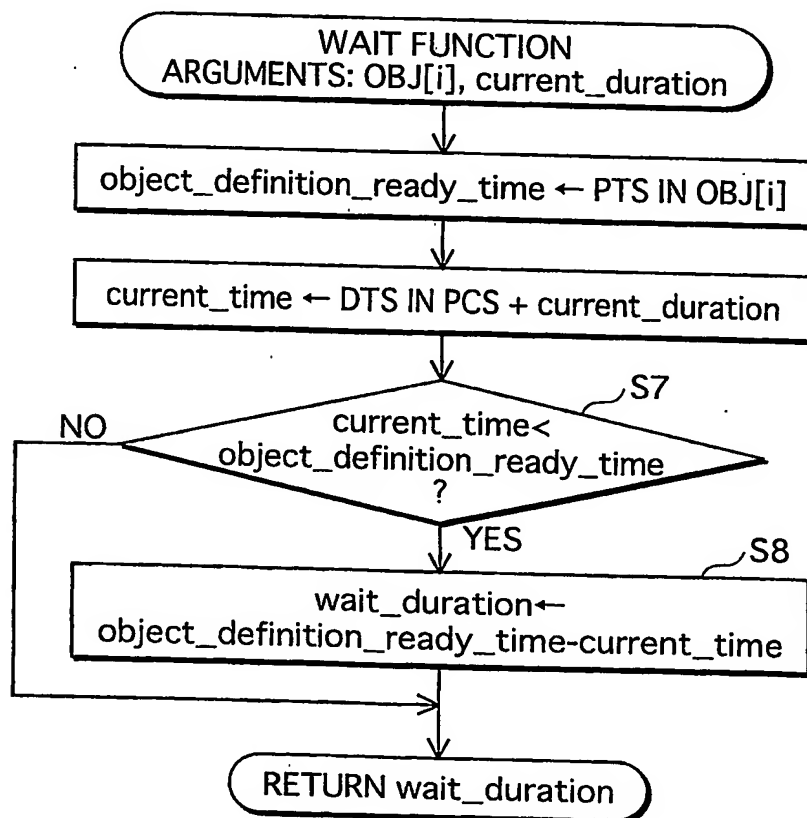 WAIT FUNCTION
ARGUMENTS: OBJ[i], current_duration
object_definition_ready_time ← PTS IN OBJ[i]
current_time ← DTS IN PCS + current_duration
S7
NO
current_time<
object_definition_ready_time
?
YES
S8
wait_duration←
object_definition_ready_time-current_time
RETURN wait_duration